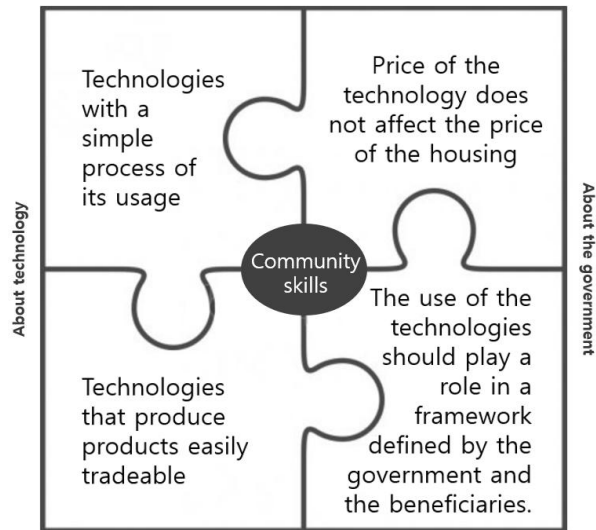 Technologies
with a
simple
process of
its usage
Price of the
technology does
not affect the price
of the housing
About technology
Community
skills
About the government
Technologies
that produce
products easily
tradeable
The use of the
technologies
should play a
role in a
framework
defined by the
government and
the beneficiaries.